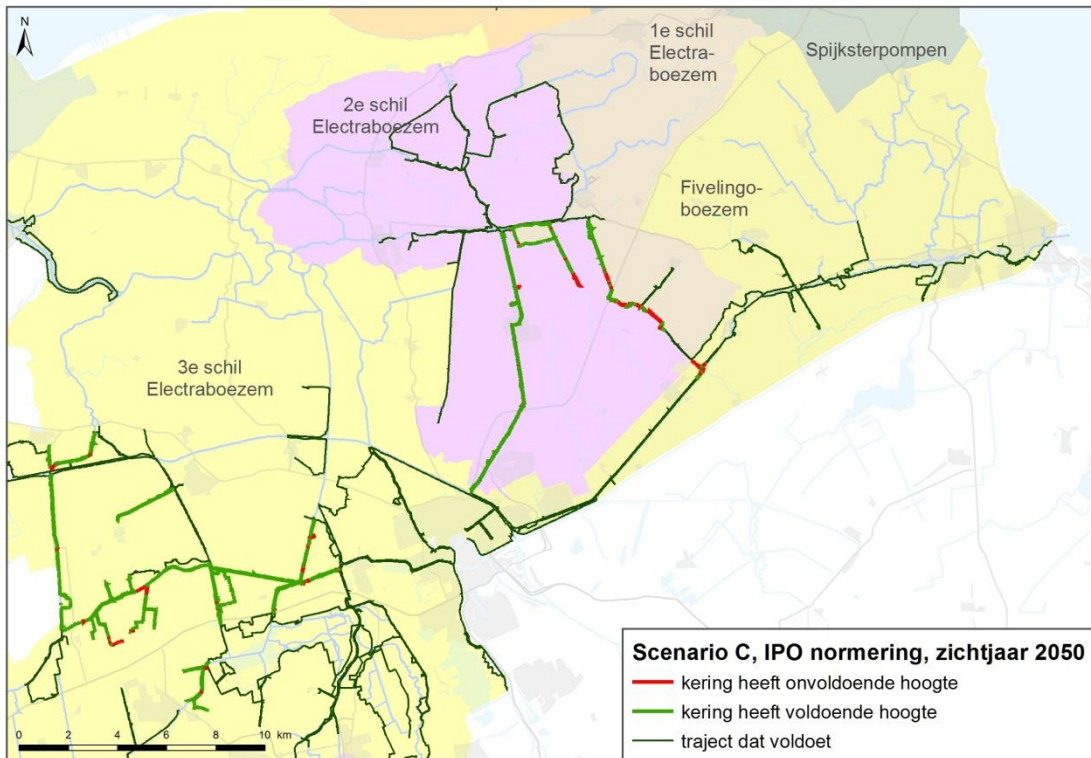 N
1e schil
Electra-
boezem
Spijksterpompen
2e schil
Electraboezem
Fivelingo-
boezem
3e schil
Electraboezem
Scenario C, IPO normering, zichtjaar 2050
kering heeft onvoldoende hoogte
kering heeft voldoende hoogte
traject dat voldoet
0 2 4 6 8 10 km